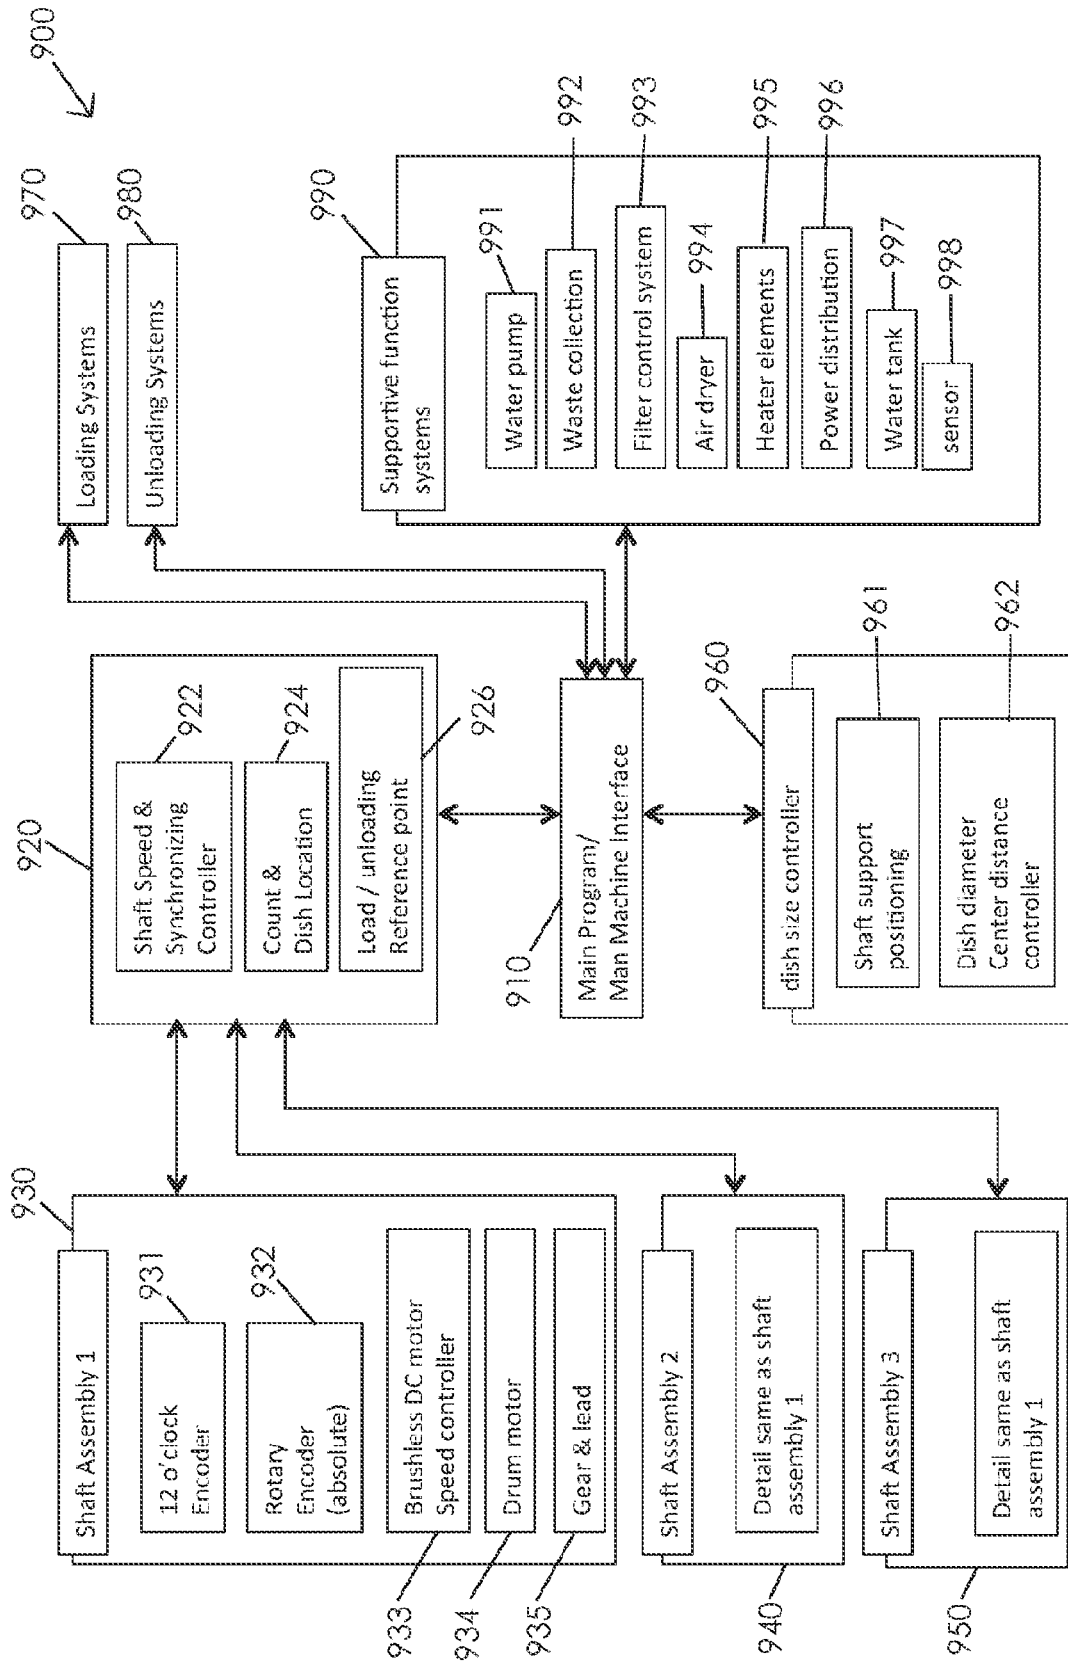 900
930
Shaft Assembly 1
931
12 o'clock
Encoder
932
Rotary
Encoder
(absolute)
Brushless DC motor
Speed controller
933
Drum motor
934
Gear & lead
935
Shaft Assembly 2
Detail same as shaft
assembly 1
940
Shaft Assembly 3
Detail same as shaft
assembly 1
950
920
922
Shaft Speed &
Synchronizing
Controller
924
Count &
Dish Location
Load / unloading
Reference point
926
910
Main Program/
Man Machine Interface
960
dish size controller
961
Shaft support
positioning
962
Dish diameter
Center distance
controller
970
Loading Systems
980
Unloading Systems
990
Supportive function
systems
991
Water pump
992
Waste collection
993
Filter control system
994
Air dryer
995
Heater elements
996
Power distribution
997
Water tank
998
sensor